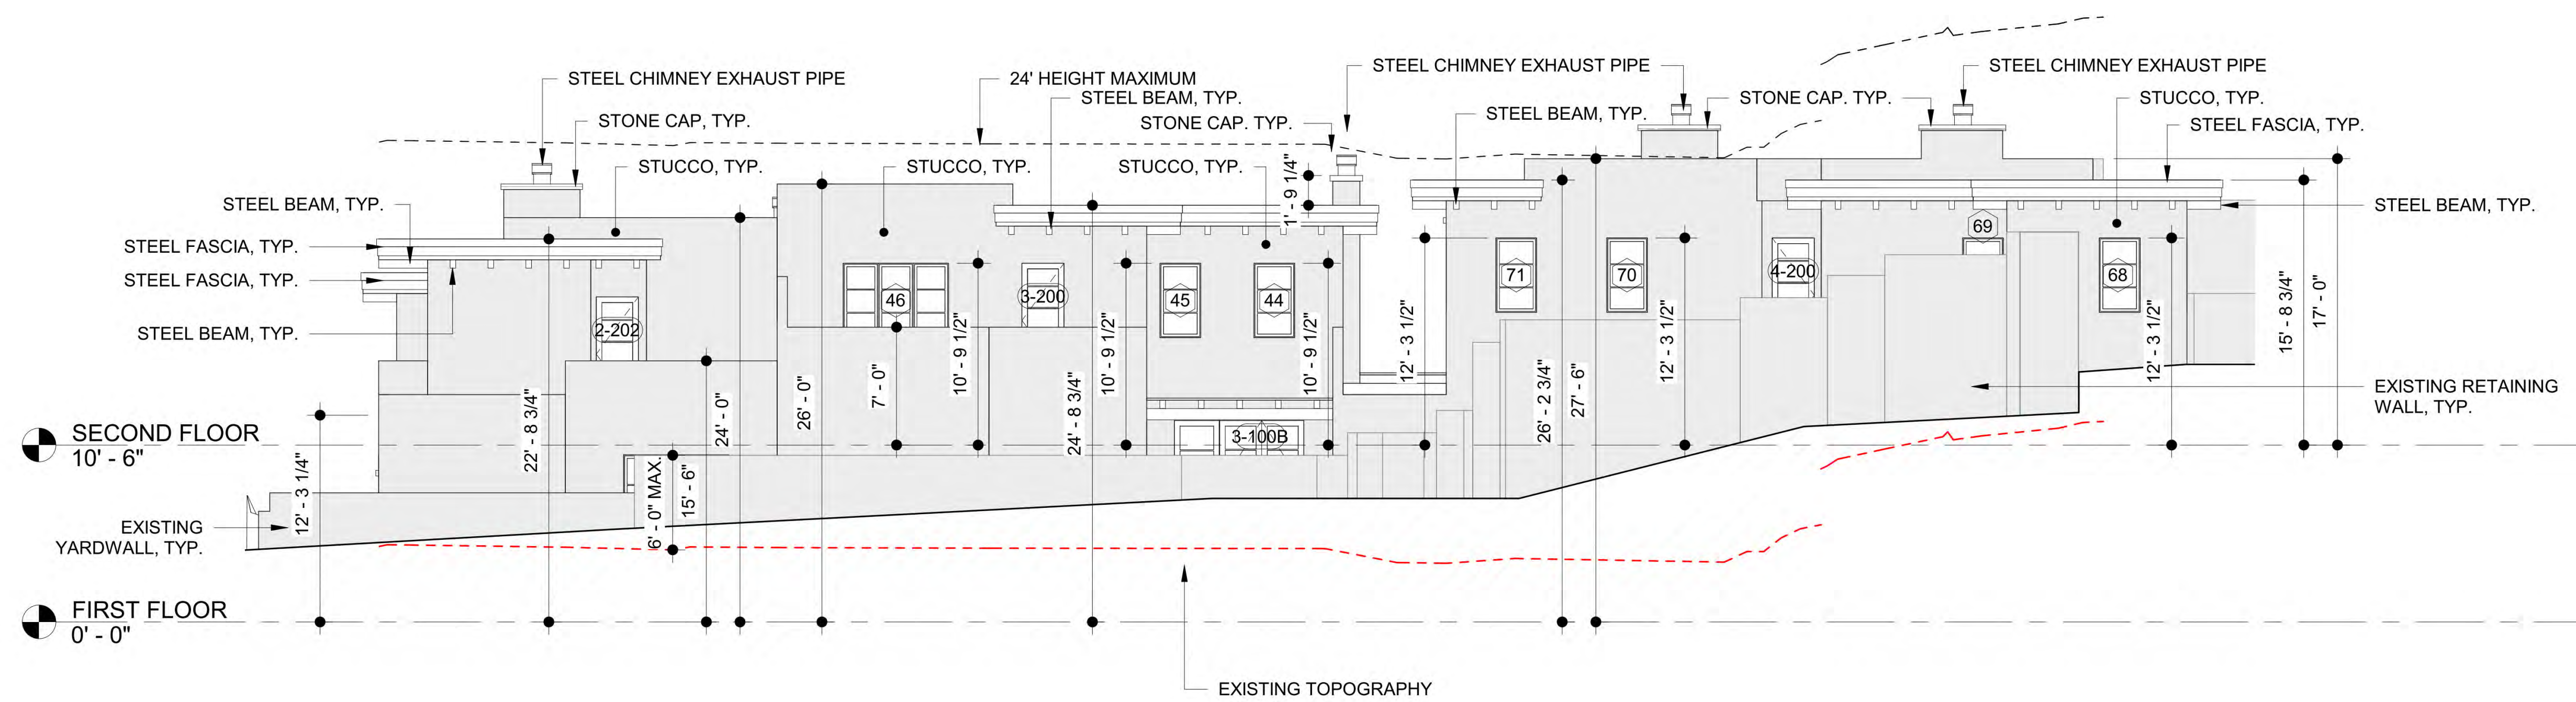 STEEL CHIMNEY EXHAUST PIPE
24' HEIGHT MAXIMUM
STEEL CHIMNEY EXHAUST PIPE
STEEL CHIMNEY EXHAUST PIPE
STEEL BEAM, TYP.
STONE CAP. TYP.
STUCCO, TYP.
STONE CAP, TYP.
STONE CAP. TYP.
STEEL BEAM, TYP.
STEEL FASCIA, TYP.
STUCCO, TYP.
STUCCO, TYP.
STUCCO, TYP.
1' - 9 1/4"
STEEL BEAM, TYP.
STEEL BEAM, TYP.
STEEL FASCIA, TYP.
STEEL FASCIA, TYP.
STEEL BEAM, TYP.
2-202
46
3-200
45
44
71
70
4-200
69
68
12' - 3 1/4"
22' - 8 3/4"
6' - 0" MAX.
15' - 6"
24' - 0"
26' - 0"
7' - 0"
10' - 9 1/2"
24' - 8 3/4"
10' - 9 1/2"
10' - 9 1/2"
12' - 3 1/2"
26' - 2 3/4"
27' - 6"
12' - 3 1/2"
12' - 3 1/2"
15' - 8 3/4"
17' - 0"
3-100B
EXISTING RETAINING
WALL, TYP.
SECOND FLOOR
10' - 6"
EXISTING
YARDWALL, TYP.
FIRST FLOOR
0' - 0"
EXISTING TOPOGRAPHY